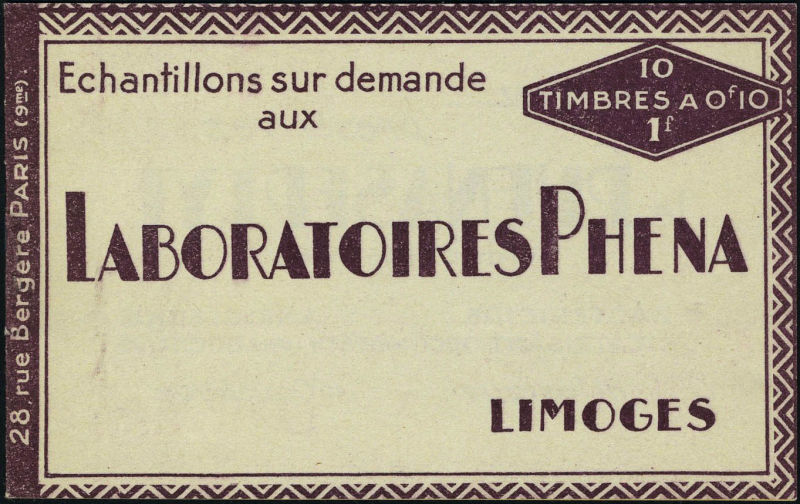 Echantillons sur demande
aux
10
TIMBRES A 0f10
1f
LABORATOIRES PHENA
LIMOGES
28, rue Bergère PARIS (9me).